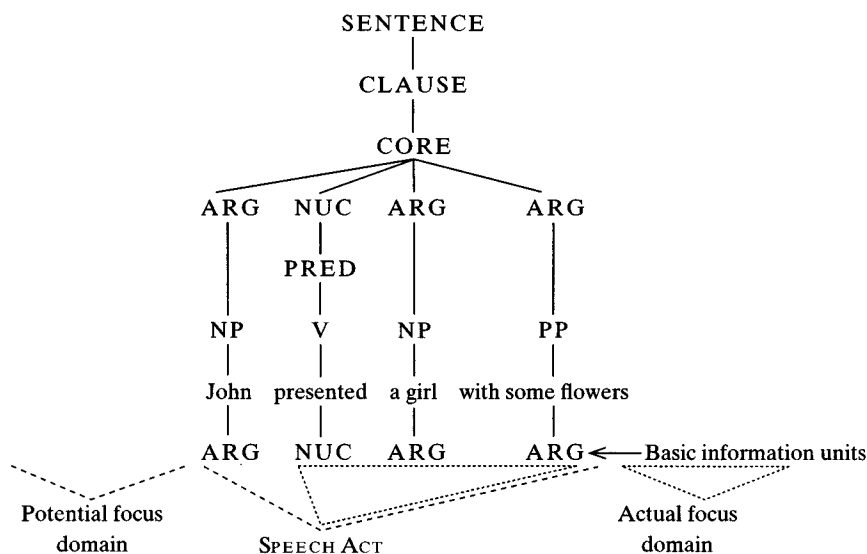 SENTENCE
CLAUSE
CORE
ARG NUC ARG ARG
PRED
NP V NP PP
John presented a girl with some flowers
ARG NUC ARG ARG Basic information units
Potential focus Actual focus
domain SPEECH ACT domain